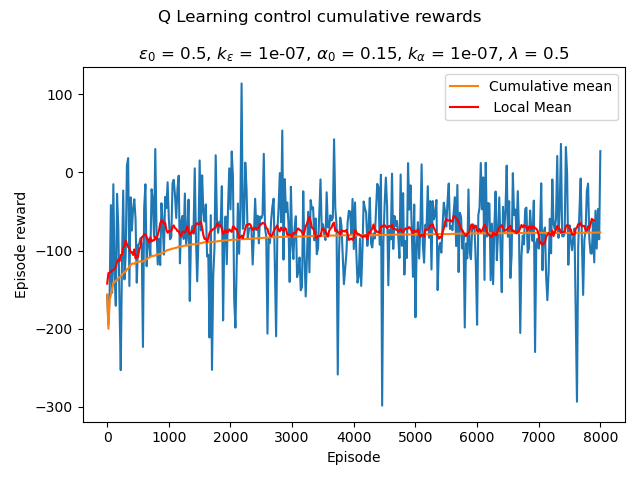 Q Learning control cumulative rewards
ε₀ = 0.5, kε = 1e-07, α₀ = 0.15, kα = 1e-07, λ = 0.5
Cumulative mean
Local Mean
Episode reward
100
0
−100
−200
−300
0 1000 2000 3000 4000 5000 6000 7000 8000
Episode